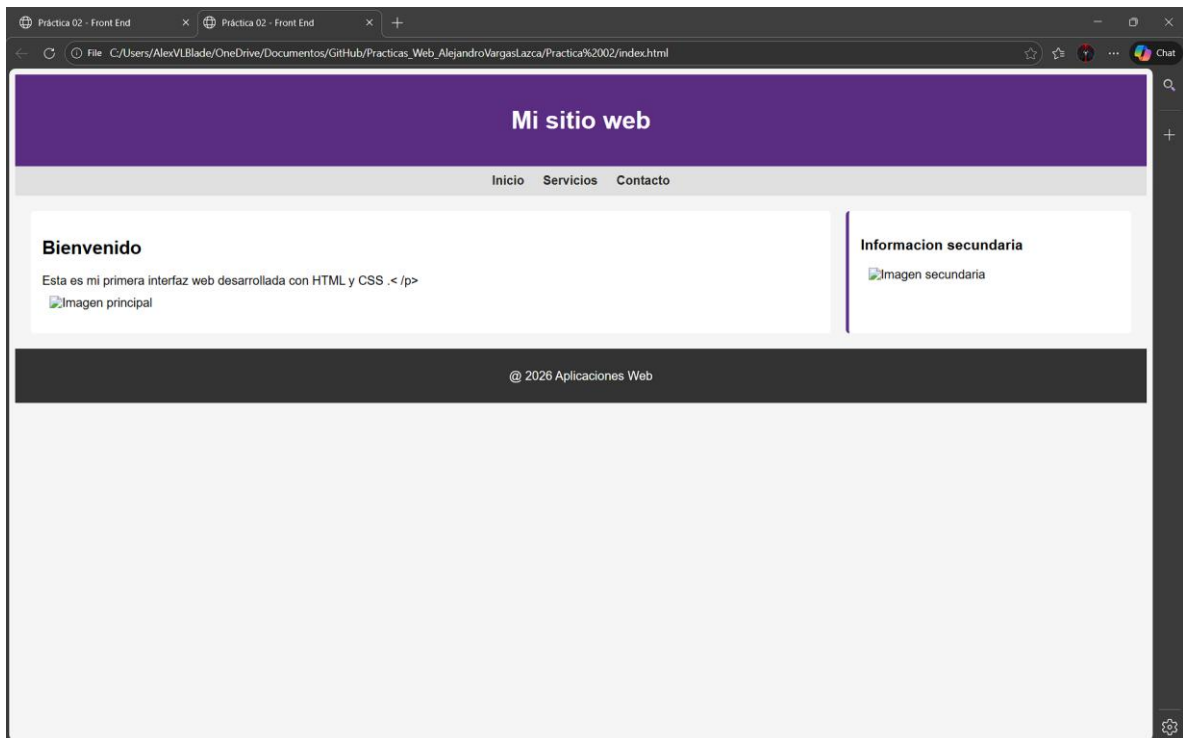 Práctica 02 - Front End
Práctica 02 - Front End
File C:/Users/AlexVLBlade/OneDrive/Documentos/GitHub/Practicas_Web_AlejandroVargasLazca/Practica%2002/index.html
Chat
Mi sitio web
Inicio Servicios Contacto
Bienvenido
Esta es mi primera interfaz web desarrollada con HTML y CSS .< /p>
Imagen principal
Informacion secundaria
Imagen secundaria
@ 2026 Aplicaciones Web